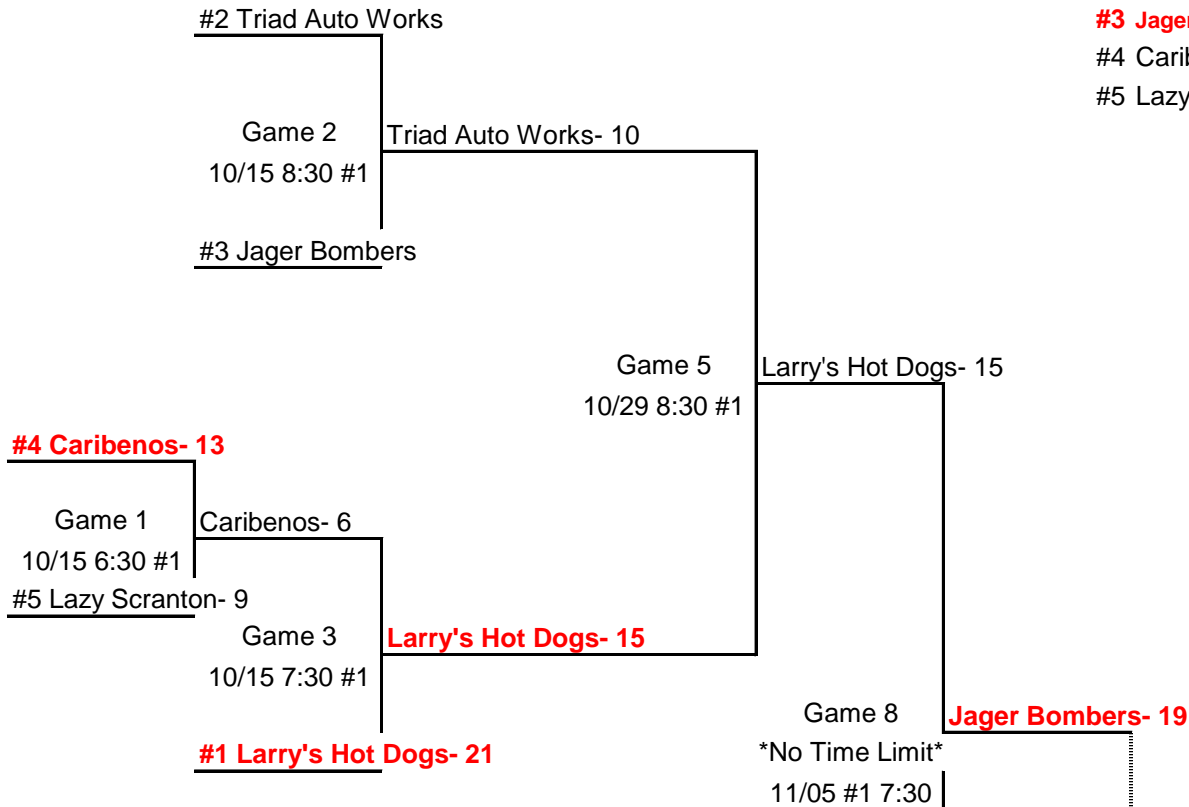 #2 Triad Auto Works
#3 Jager
#4 Carib
#5 Lazy
Game 2
Triad Auto Works- 10
10/15 8:30 #1
#3 Jager Bombers
Game 5
Larry's Hot Dogs- 15
10/29 8:30 #1
#4 Caribenos- 13
Game 1
Caribenos- 6
10/15 6:30 #1
#5 Lazy Scranton- 9
Game 3
Larry's Hot Dogs- 15
10/15 7:30 #1
Game 8
Jager Bombers- 19
*No Time Limit*
#1 Larry's Hot Dogs- 21
11/05 #1 7:30